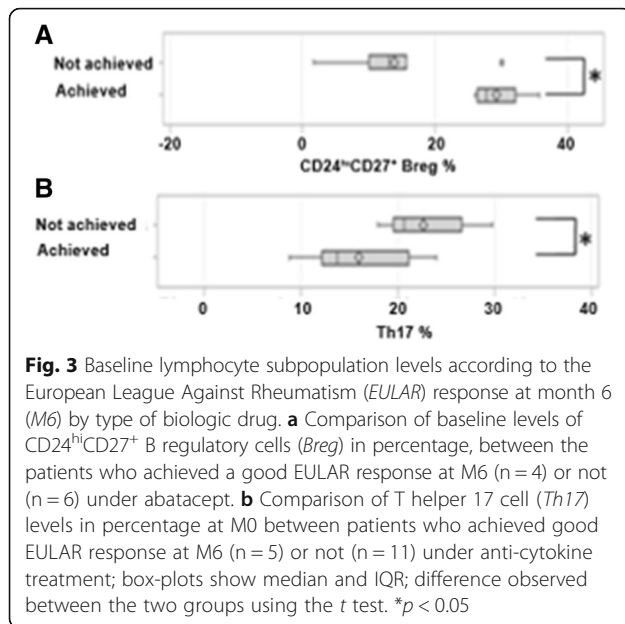 A
Not achieved
Achieved
*
-20 0 20 40
CD24ʰⁱCD27⁺ Breg %
B
Not achieved
Achieved
*
0 10 20 30 40
Th17 %
Fig. 3 Baseline lymphocyte subpopulation levels according to the
European League Against Rheumatism (EULAR) response at month 6
(M6) by type of biologic drug. a Comparison of baseline levels of
CD24ʰⁱCD27⁺ B regulatory cells (Breg) in percentage, between the
patients who achieved a good EULAR response at M6 (n = 4) or not
(n = 6) under abatacept. b Comparison of T helper 17 cell (Th17)
levels in percentage at M0 between patients who achieved good
EULAR response at M6 (n = 5) or not (n = 11) under anti-cytokine
treatment; box-plots show median and IQR; difference observed
between the two groups using the t test. *p < 0.05